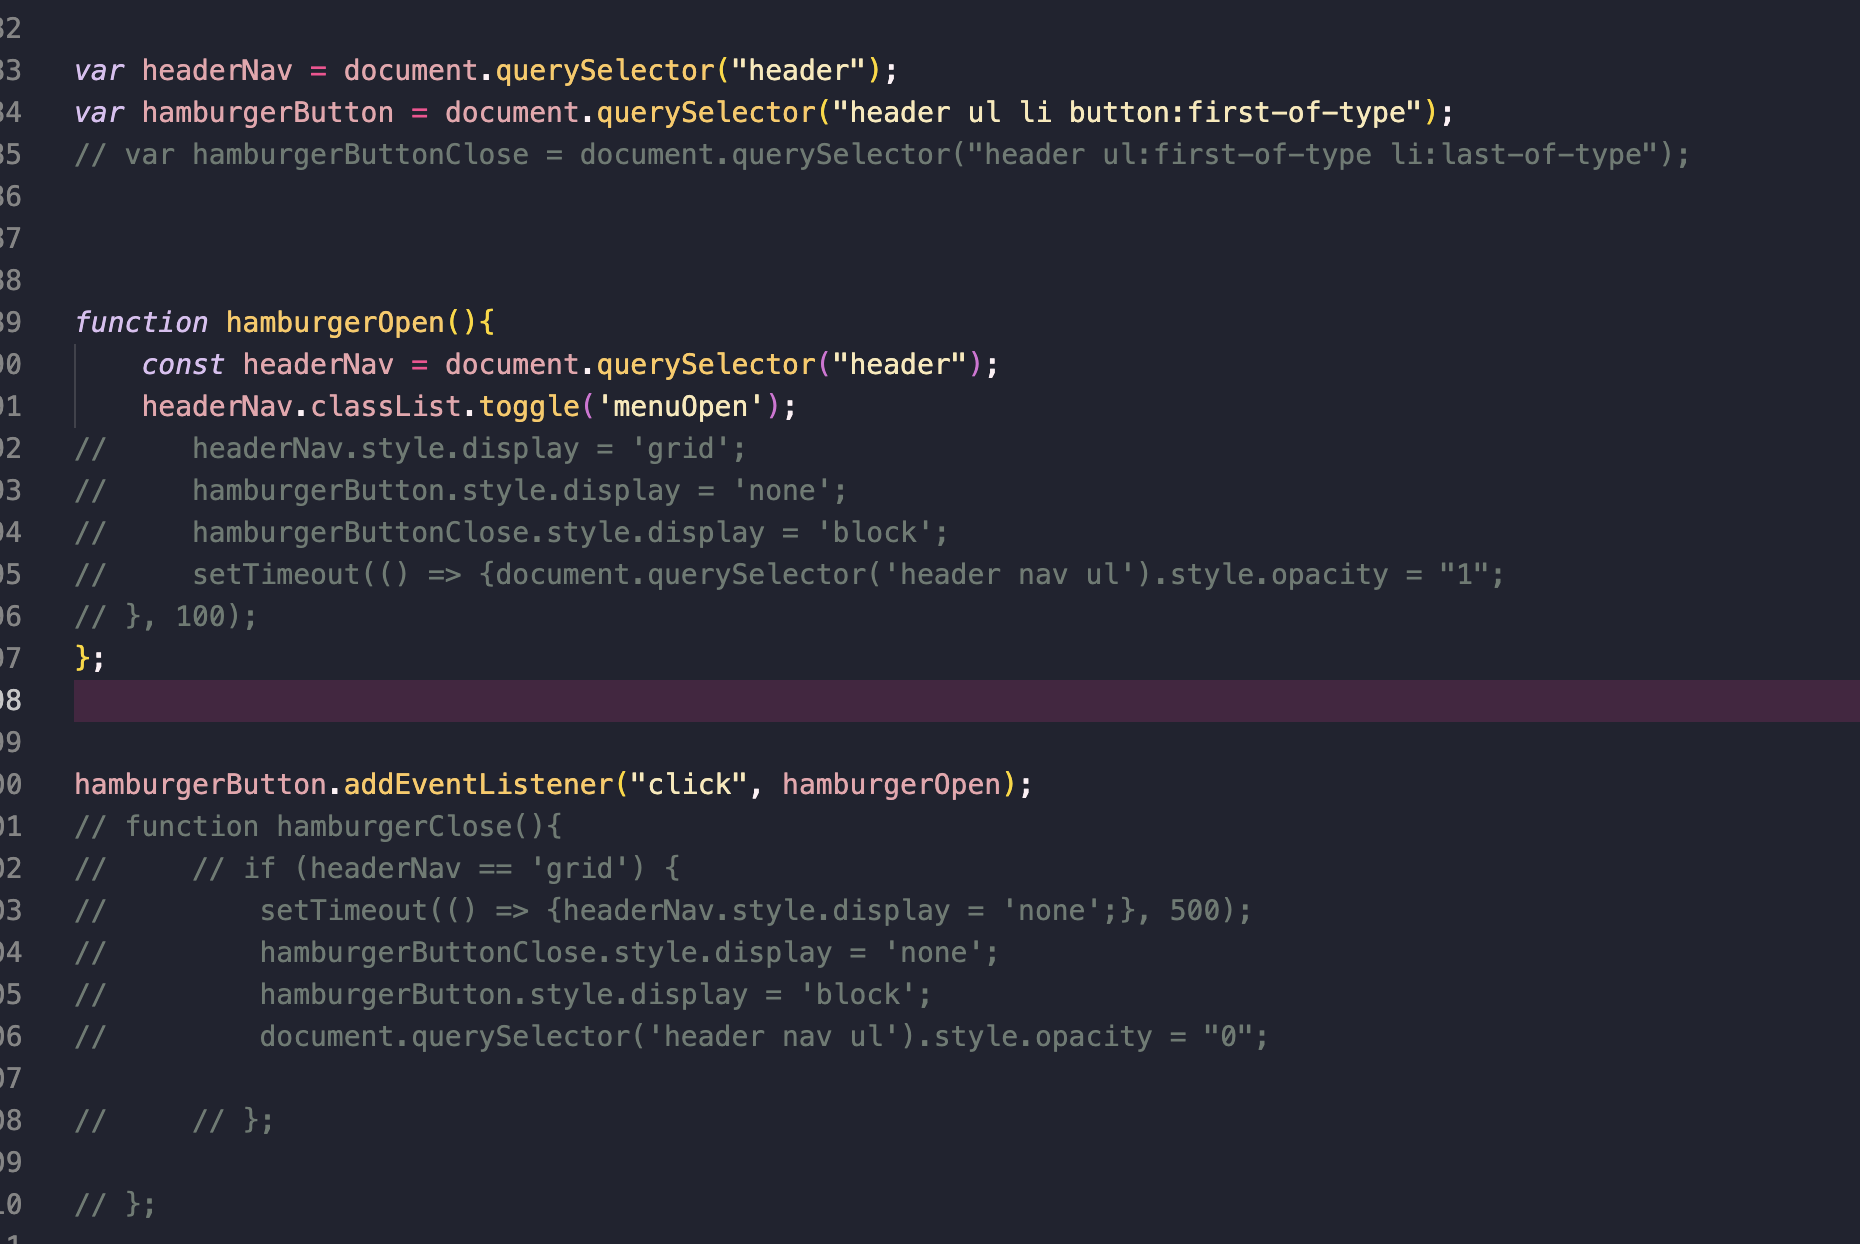 32
33 var headerNav = document.querySelector("header");
34 var hamburgerButton = document.querySelector("header ul li button:first-of-type");
35 // var hamburgerButtonClose = document.querySelector("header ul:first-of-type li:last-of-type");
36
37
38
39 function hamburgerOpen(){
00 const headerNav = document.querySelector("header");
01 headerNav.classList.toggle('menuOpen');
02 // headerNav.style.display = 'grid';
03 // hamburgerButton.style.display = 'none';
04 // hamburgerButtonClose.style.display = 'block';
05 // setTimeout(() => {document.querySelector('header nav ul').style.opacity = "1";
06 // }, 100);
07 };
08
09
00 hamburgerButton.addEventListener("click", hamburgerOpen);
01 // function hamburgerClose(){
02 // // if (headerNav == 'grid') {
03 // setTimeout(() => {headerNav.style.display = 'none';}, 500);
04 // hamburgerButtonClose.style.display = 'none';
05 // hamburgerButton.style.display = 'block';
06 // document.querySelector('header nav ul').style.opacity = "0";
07
08 // // };
09
10 // };